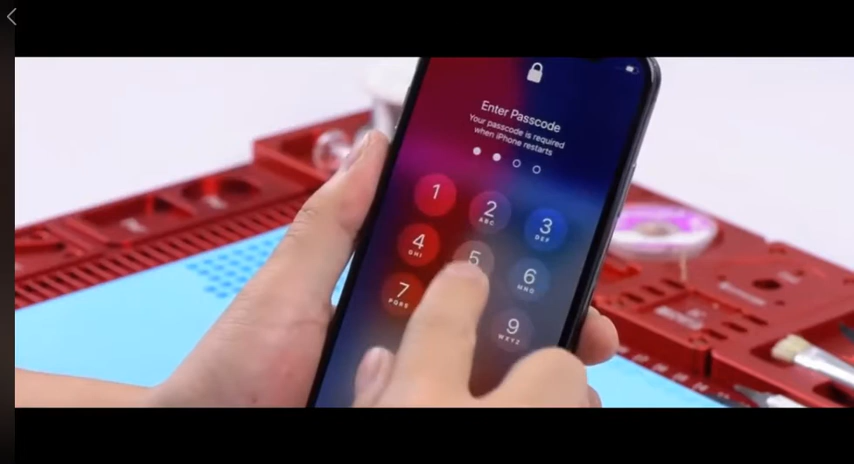 Enter Passcode
Your passcode is required
when iPhone restarts
1
2
ABC
3
DEF
4
GHI
5
6
MNO
7
PQRS
9
WXYZ